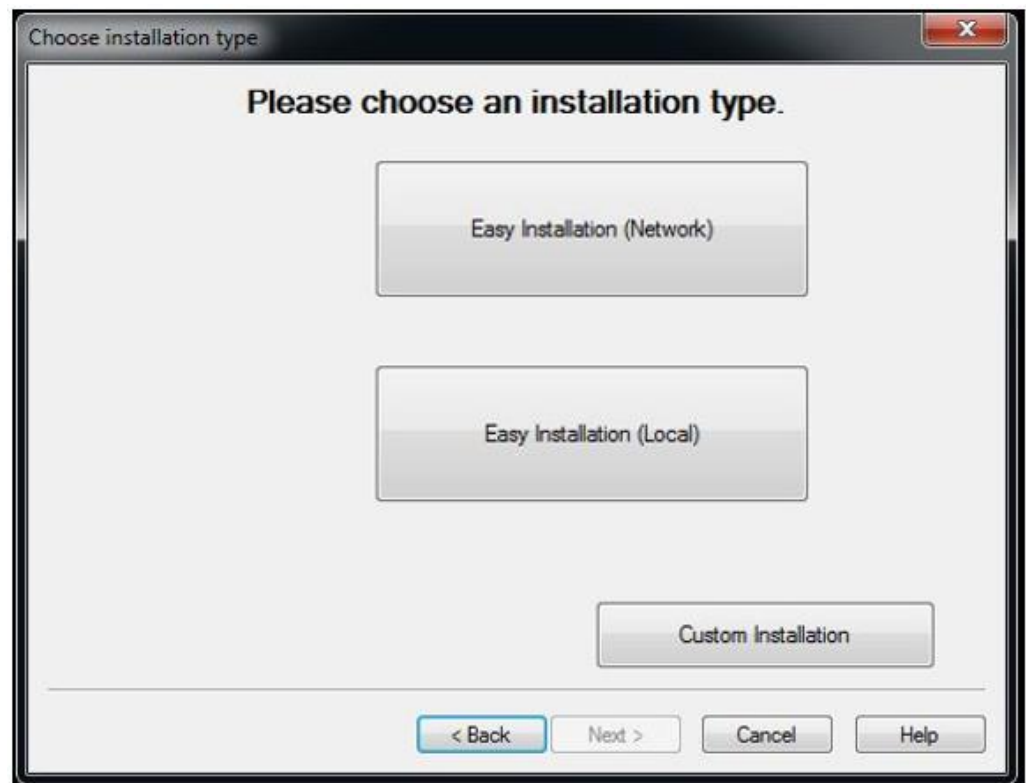 Choose installation type
Please choose an installation type.
Easy Installation (Network)
Easy Installation (Local)
Custom Installation
< Back Next > Cancel Help